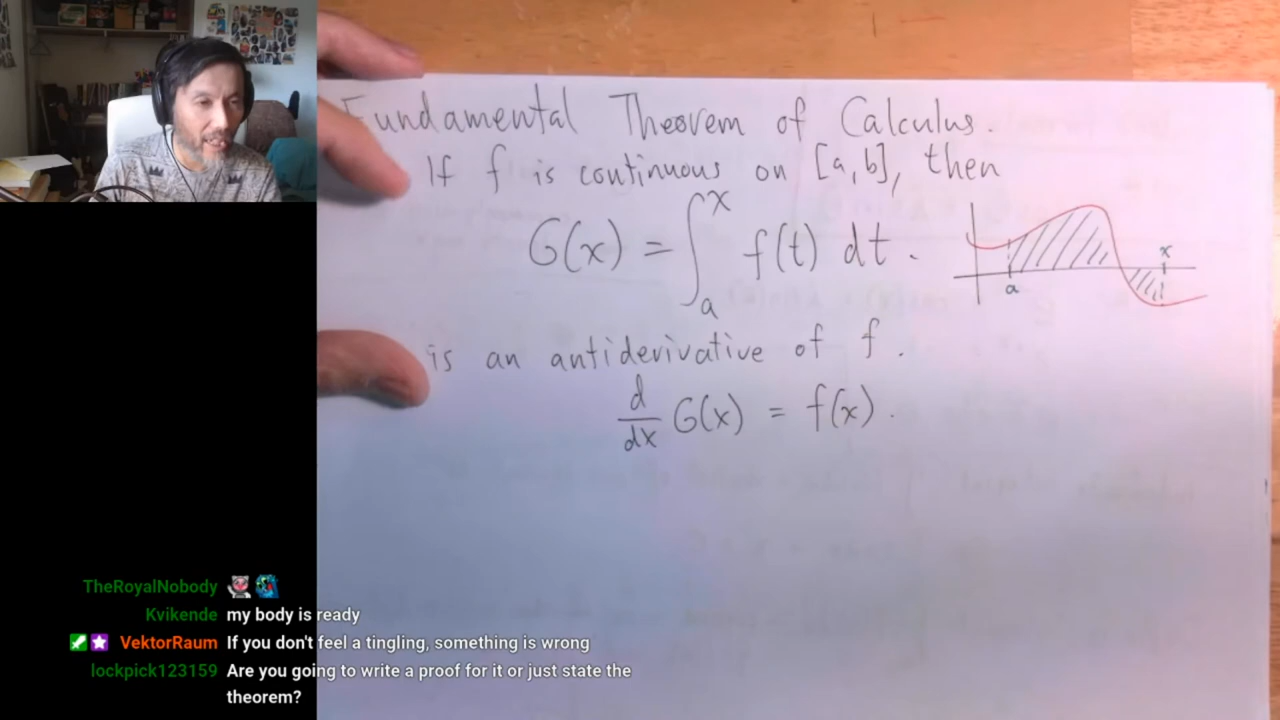 Fundamental Theorem of Calculus.
If f is continuous on [a,b], then
G(x) = ∫ₐˣ f(t) dt.
a
x
is an antiderivative of f.
d/dx G(x) = f(x).
TheRoyalNobody
Kvikende my body is ready
VektorRaum If you don't feel a tingling, something is wrong
lockpick123159 Are you going to write a proof for it or just state the
theorem?